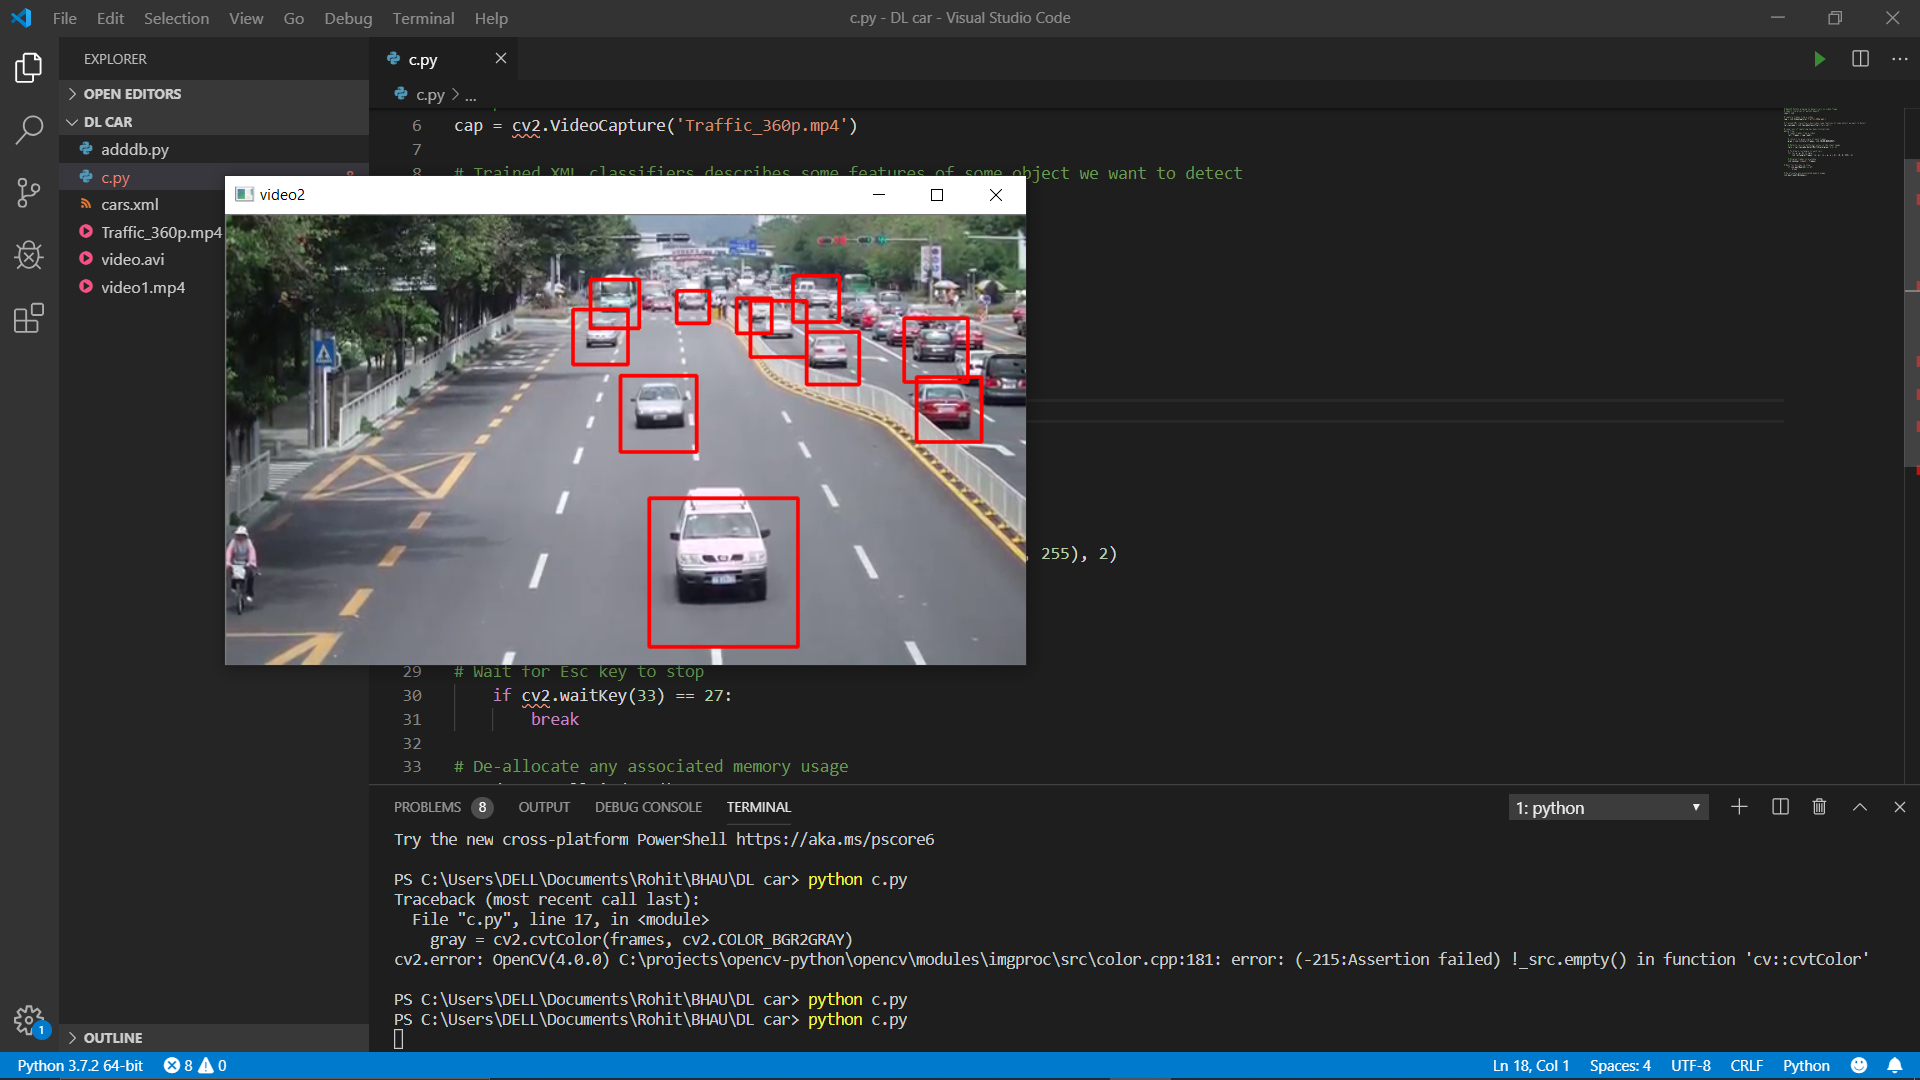 File Edit Selection View Go Debug Terminal Help
c.py - DL car - Visual Studio Code
EXPLORER
OPEN EDITORS
DL CAR
adddb.py
c.py 8
cars.xml
Traffic_360p.mp4
video.avi
video1.mp4
OUTLINE
c.py
c.py > ...
6 cap = cv2.VideoCapture('Traffic_360p.mp4')
7
8 # Trained XML classifiers describes some features of some object we want to detect
video2
, 255), 2)
29 # Wait for Esc key to stop
30 if cv2.waitKey(33) == 27:
31 break
32
33 # De-allocate any associated memory usage
PROBLEMS 8 OUTPUT DEBUG CONSOLE TERMINAL
1: python
Try the new cross-platform PowerShell https://aka.ms/pscore6
PS C:\Users\DELL\Documents\Rohit\BHAU\DL car> python c.py
Traceback (most recent call last):
File "c.py", line 17, in <module>
gray = cv2.cvtColor(frames, cv2.COLOR_BGR2GRAY)
cv2.error: OpenCV(4.0.0) C:\projects\opencv-python\opencv\modules\imgproc\src\color.cpp:181: error: (-215:Assertion failed) !_src.empty() in function 'cv::cvtColor'
PS C:\Users\DELL\Documents\Rohit\BHAU\DL car> python c.py
PS C:\Users\DELL\Documents\Rohit\BHAU\DL car> python c.py
1
Python 3.7.2 64-bit 8 0
Ln 18, Col 1 Spaces: 4 UTF-8 CRLF Python